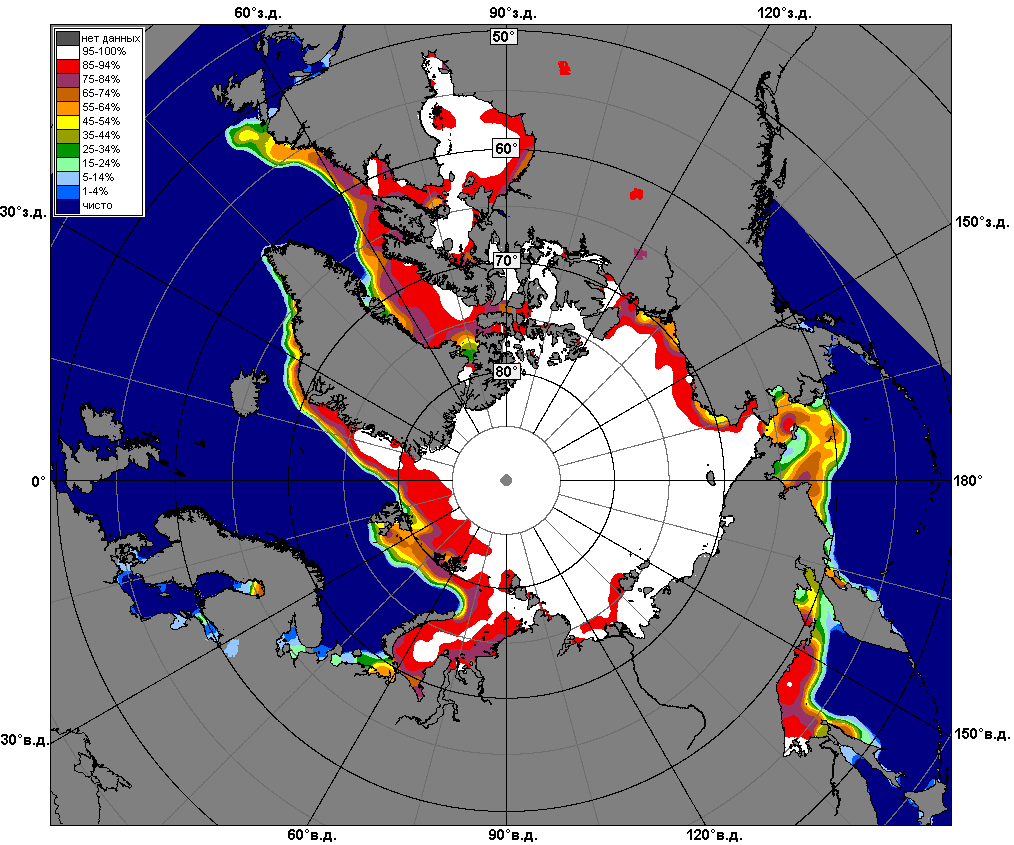 60°з.д.
90°з.д.
120°з.д.
нет данных
95-100%
85-94%
75-84%
65-74%
55-64%
45-54%
35-44%
25-34%
15-24%
5-14%
1-4%
чисто
50°
60°
30°з.д.
150°з.д.
70°
80°
0°
180°
30°в.д.
150°в.д.
60°в.д.
90°в.д.
120°в.д.